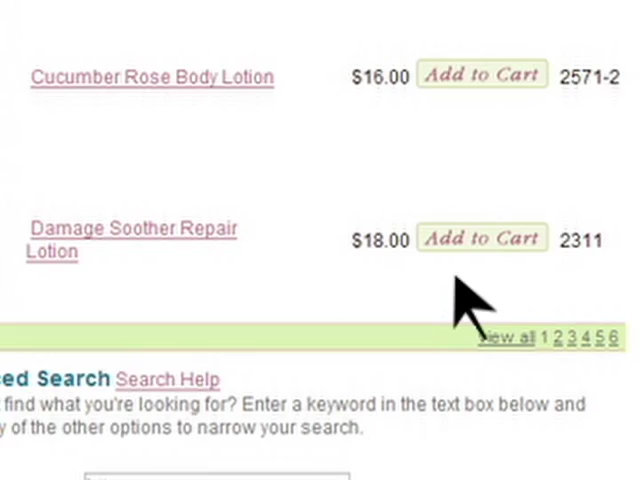 Cucumber Rose Body Lotion $16.00 Add to Cart 2571-2
Damage Soother Repair
Lotion $18.00 Add to Cart 2311
view all 1 2 3 4 5 6
ced Search Search Help
find what you're looking for? Enter a keyword in the text box below and
y of the other options to narrow your search.